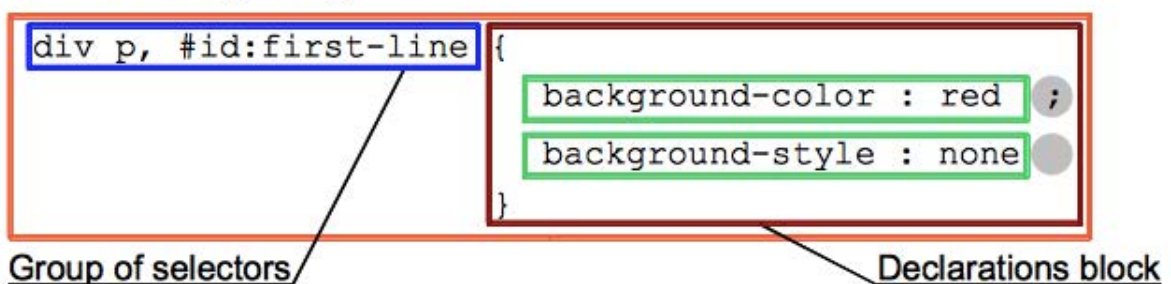 div p, #id:first-line {
background-color : red ;
background-style : none
}
Group of selectors
Declarations block